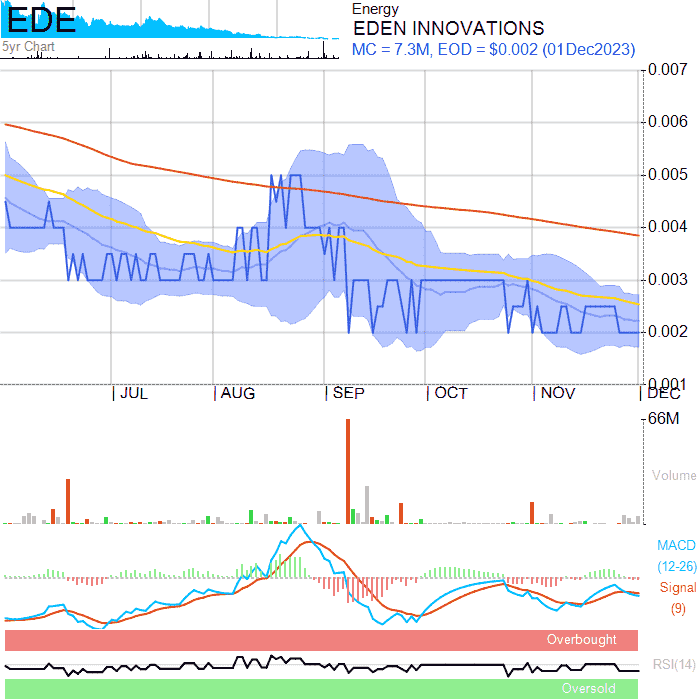 EDE
5yr Chart
Energy
EDEN INNOVATIONS
MC = 7.3M, EOD = $0.002 (01Dec2023)
0.007
0.006
0.005
0.004
0.003
0.002
0.001
JUL AUG SEP OCT NOV DEC
66M
Volume
MACD
(12-26)
Signal
(9)
Overbought
RSI(14)
Oversold